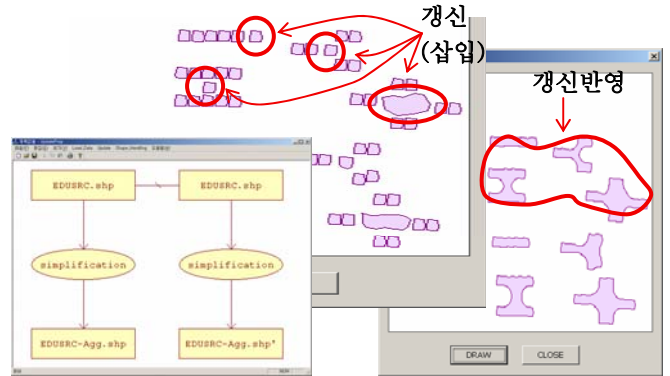 갱신
(삽입)
갱신반영
EDUSRC.shp
EDUSRC.shp
simplification
simplification
EDUSRC-Agg.shp
EDUSRC-Agg.shp'
DRAW
CLOSE